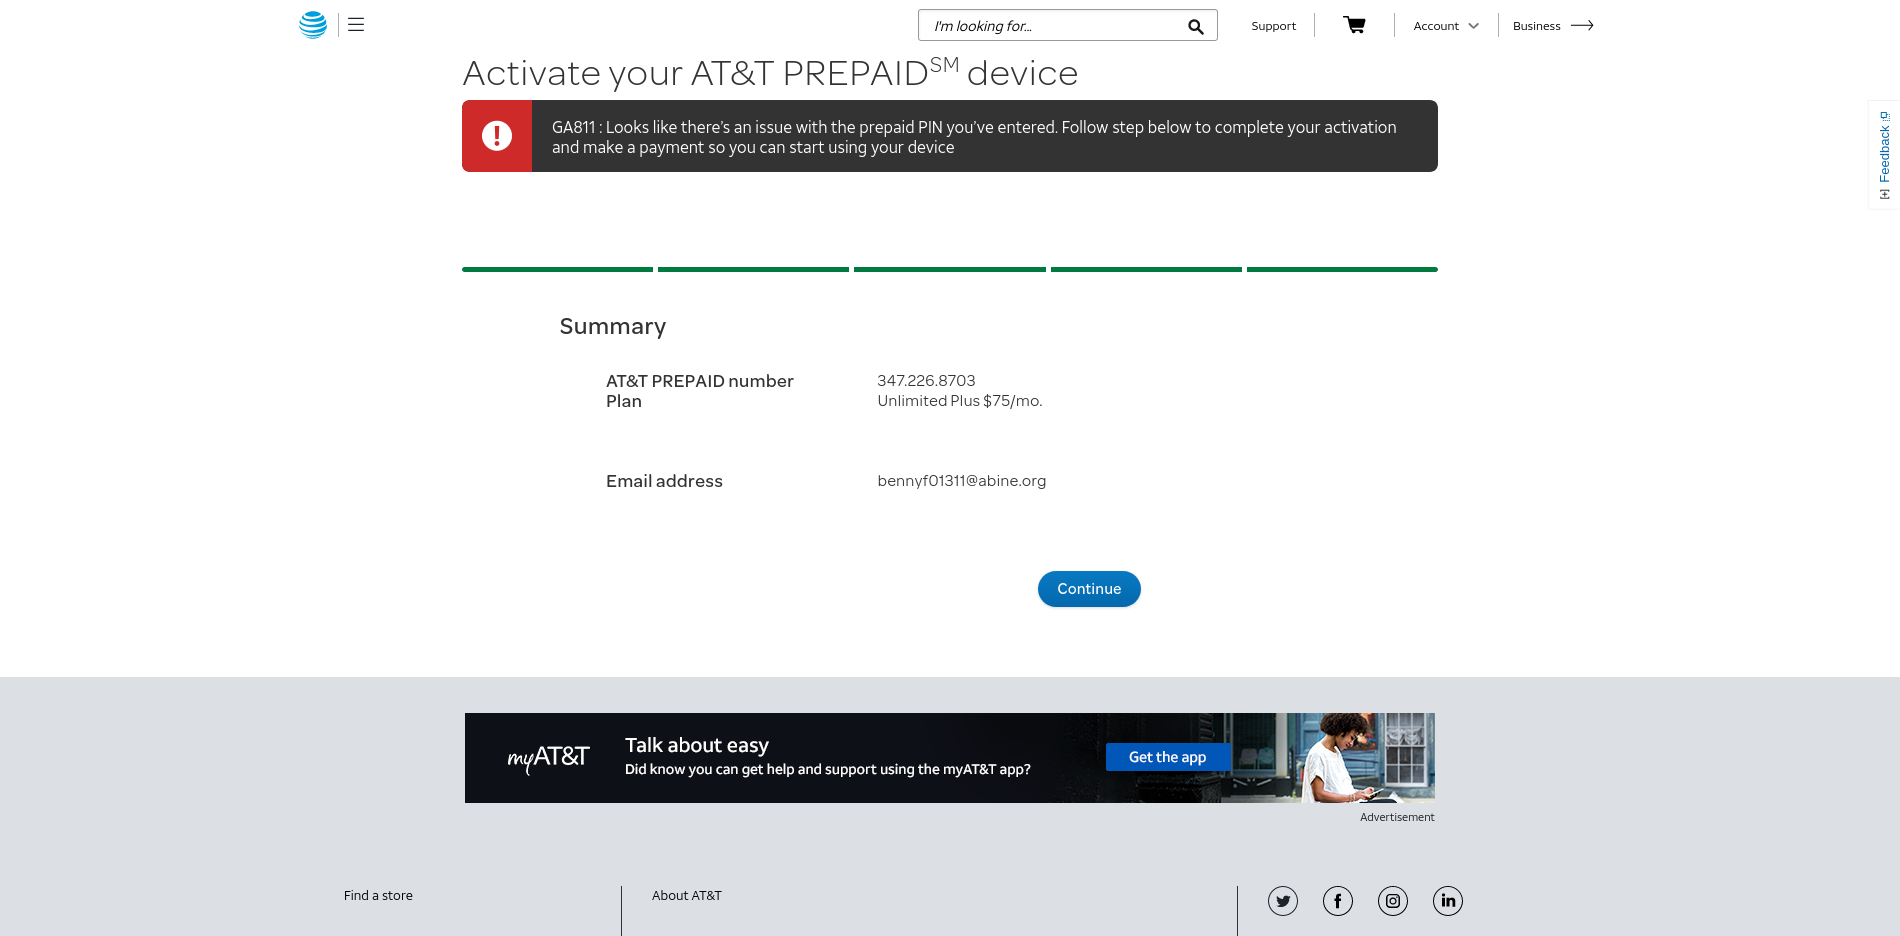 I'm looking for...
Support
Account
Business
Activate your AT&T PREPAID℠ device
GA811 : Looks like there's an issue with the prepaid PIN you've entered. Follow step below to complete your activation
and make a payment so you can start using your device
[+] Feedback
Summary
AT&T PREPAID number 347.226.8703
Plan Unlimited Plus $75/mo.
Email address bennyf01311@abine.org
Continue
myAT&T
Talk about easy
Did know you can get help and support using the myAT&T app?
Get the app
Advertisement
Find a store
About AT&T